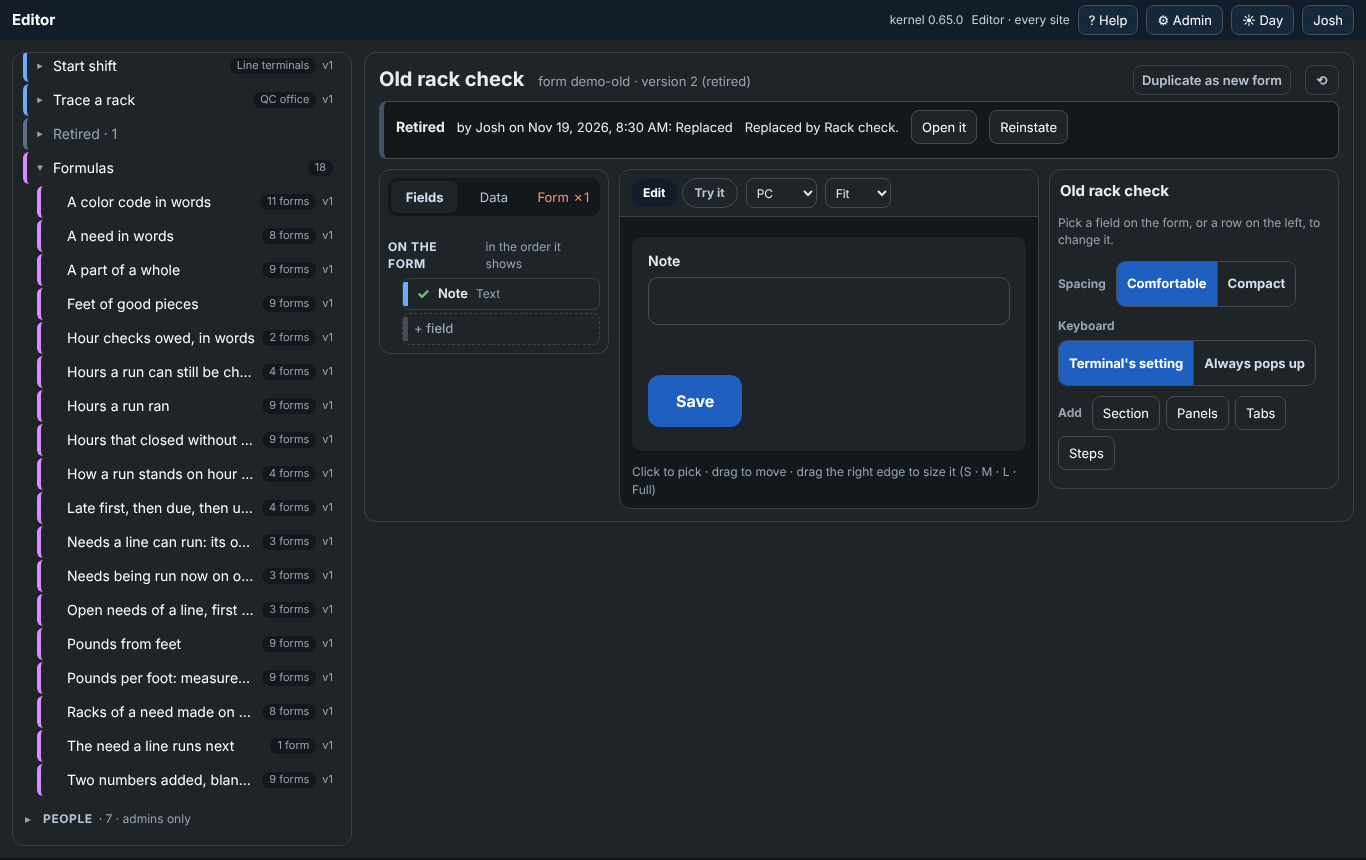 Editor
kernel 0.65.0 Editor · every site ? Help Admin Day Josh
Start shift Line terminals v1
Trace a rack QC office v1
Retired · 1
Formulas 18
A color code in words 11 forms v1
A need in words 8 forms v1
A part of a whole 9 forms v1
Feet of good pieces 9 forms v1
Hour checks owed, in words 2 forms v1
Hours a run can still be ch... 4 forms v1
Hours a run ran 9 forms v1
Hours that closed without ... 9 forms v1
How a run stands on hour ... 4 forms v1
Late first, then due, then u... 4 forms v1
Needs a line can run: its o... 3 forms v1
Needs being run now on o... 3 forms v1
Open needs of a line, first ... 3 forms v1
Pounds from feet 9 forms v1
Pounds per foot: measure... 9 forms v1
Racks of a need made on ... 8 forms v1
The need a line runs next 1 form v1
Two numbers added, blan... 9 forms v1
PEOPLE · 7 · admins only
Old rack check form demo-old · version 2 (retired) Duplicate as new form
Retired by Josh on Nov 19, 2026, 8:30 AM: Replaced Replaced by Rack check. Open it Reinstate
Fields Data Form ×1
ON THE FORM in the order it shows
Note Text
+ field
Edit Try it PC Fit
Note
Save
Click to pick · drag to move · drag the right edge to size it (S · M · L ·
Full)
Old rack check
Pick a field on the form, or a row on the left, to
change it.
Spacing Comfortable Compact
Keyboard
Terminal's setting Always pops up
Add Section Panels Tabs
Steps